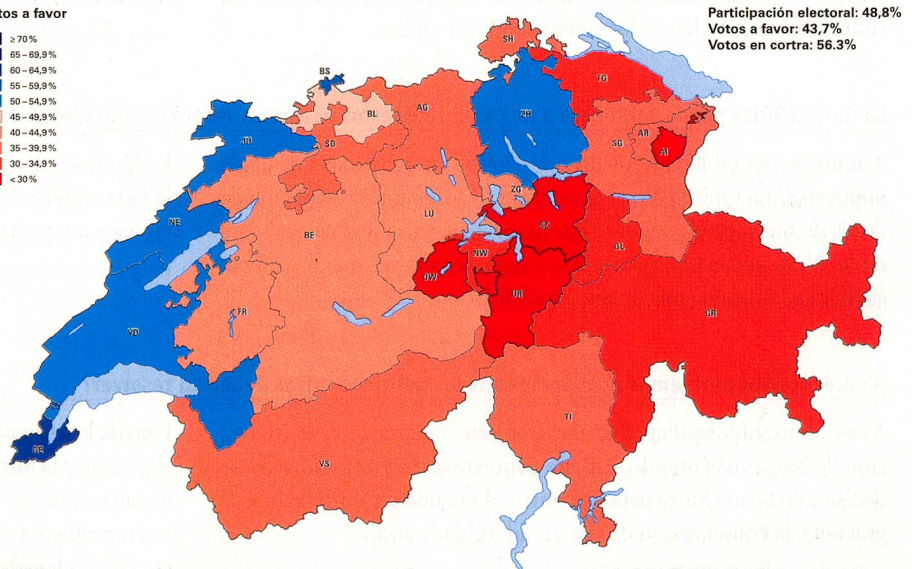 tos a favor
≥70%
65-69,9%
60-64,9%
55-59,9%
50-54,9%
45-49,9%
40-44,9%
35-39,9%
30-34,9%
<30%
Participación electoral: 48,8%
Votos a favor: 43,7%
Votos en cortra: 56.3%
SH
BS
TG
BL
AG
ZH
JU
SO
SG
AR
AI
ZG
LU
NE
BE
SZ
GL
NW
OW
UR
FR
GR
VD
TI
GE
VS